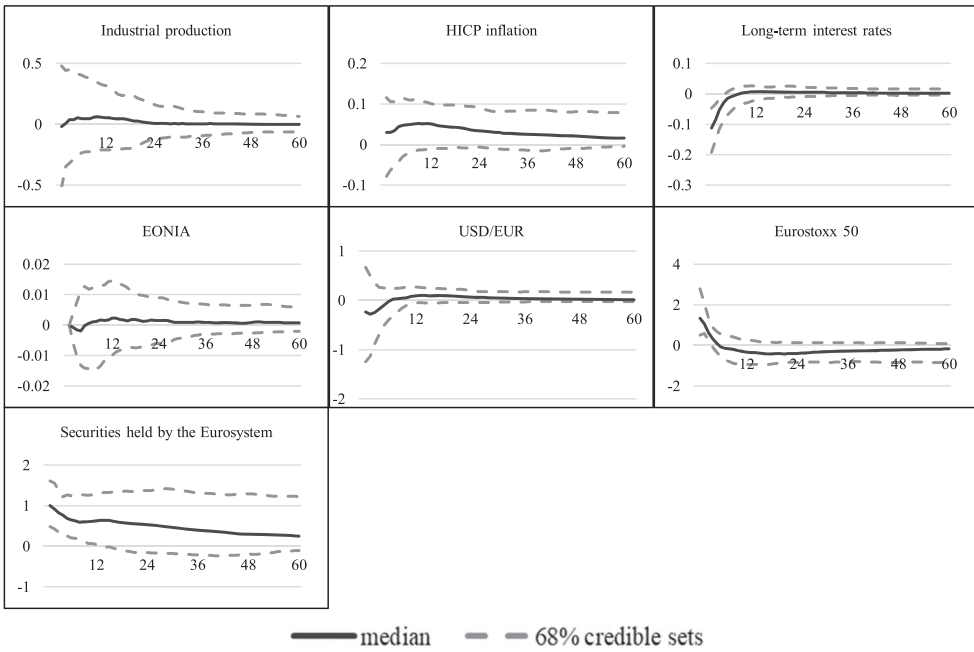 Industrial production
0.5
0
-0.5
12 24 36 48 60
HICP inflation
0.2
0.1
0
-0.1
12 24 36 48 60
Long-term interest rates
0.1
0
-0.1
-0.2
-0.3
12 24 36 48 60
EONIA
0.02
0.01
0
-0.01
-0.02
12 24 36 48 60
USD/EUR
1
0
-1
-2
12 24 36 48 60
Eurostoxx 50
4
2
0
-2
12 24 36 48 60
Securities held by the Eurosystem
2
1
0
-1
12 24 36 48 60
median 68% credible sets